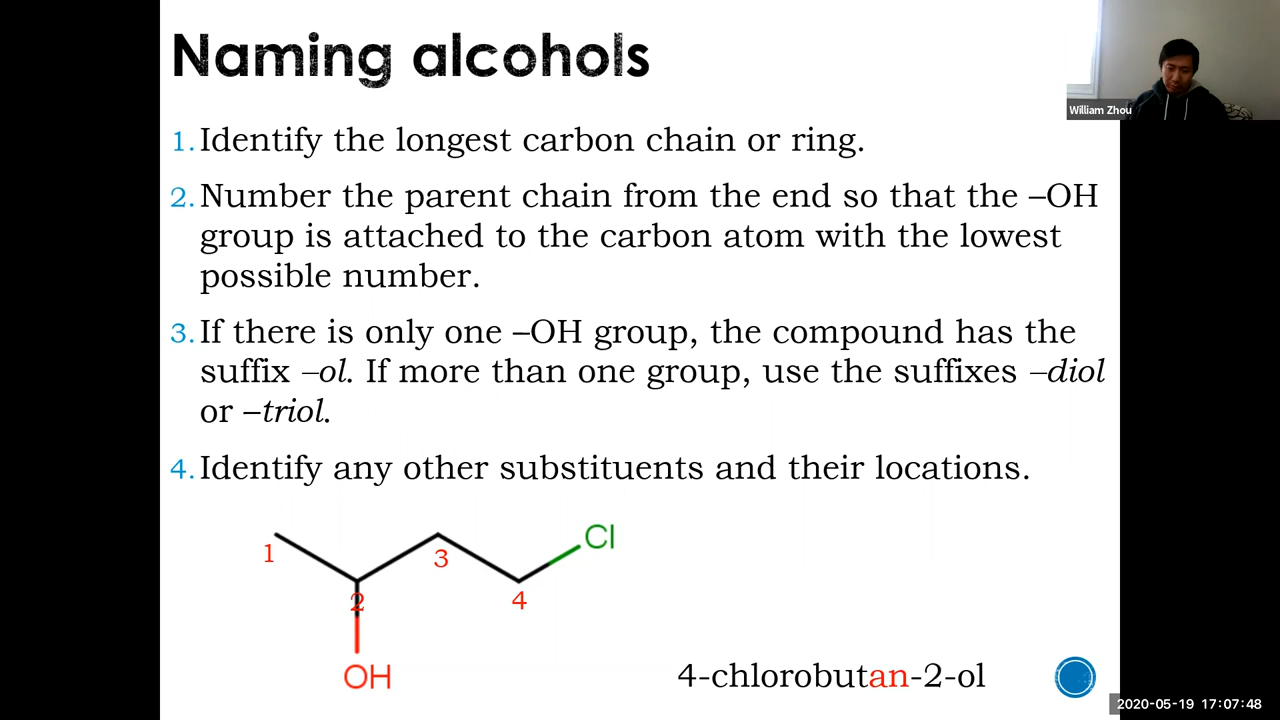 Naming alcohols
William Zhou
1. Identify the longest carbon chain or ring.
2. Number the parent chain from the end so that the –OH
group is attached to the carbon atom with the lowest
possible number.
3. If there is only one –OH group, the compound has the
suffix –ol. If more than one group, use the suffixes –diol
or –triol.
4. Identify any other substituents and their locations.
Cl
1
3
4
2
OH
4-chlorobutan-2-ol
2020-05-19 17:07:48